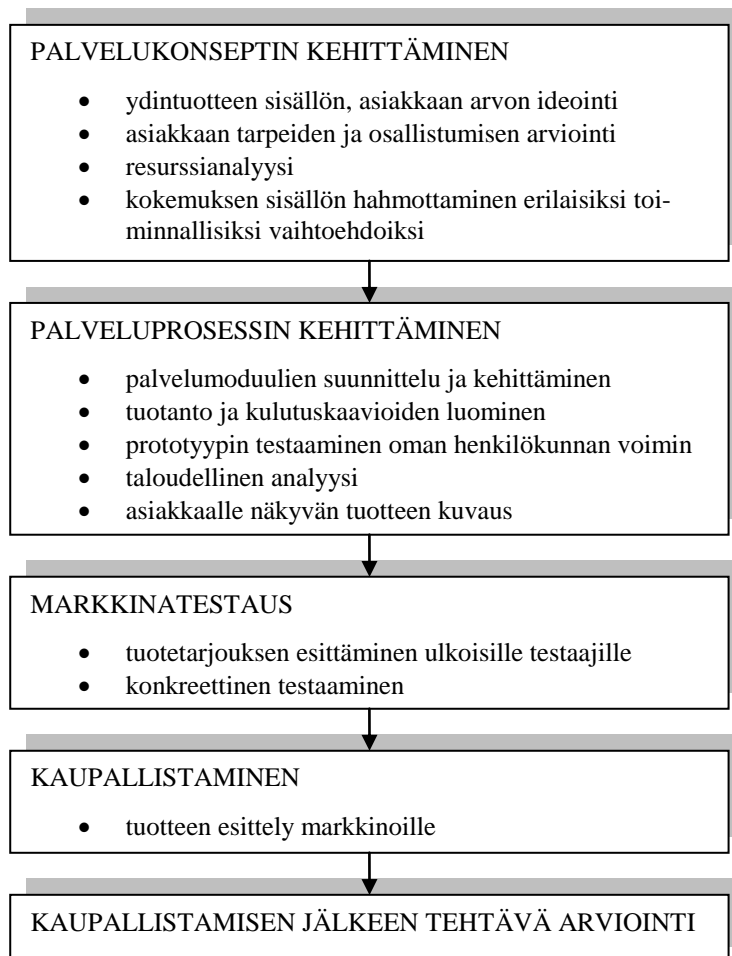 PALVELUKONSEPTIN KEHITTÄMINEN
• ydintuotteen sisällön, asiakkaan arvon ideointi
• asiakkaan tarpeiden ja osallistumisen arviointi
• resurssianalyysi
• kokemuksen sisällön hahmottaminen erilaisiksi toi-
minnallisiksi vaihtoehdoiksi
PALVELUPROSESSIN KEHITTÄMINEN
• palvelumoduulien suunnittelu ja kehittäminen
• tuotanto ja kulutuskaavioiden luominen
• prototyypin testaaminen oman henkilökunnan voimin
• taloudellinen analyysi
• asiakkaalle näkyvän tuotteen kuvaus
MARKKINATESTAUS
• tuotetarjouksen esittäminen ulkoisille testaajille
• konkreettinen testaaminen
KAUPALLISTAMINEN
• tuotteen esittely markkinoille
KAUPALLISTAMISEN JÄLKEEN TEHTÄVÄ ARVIOINTI